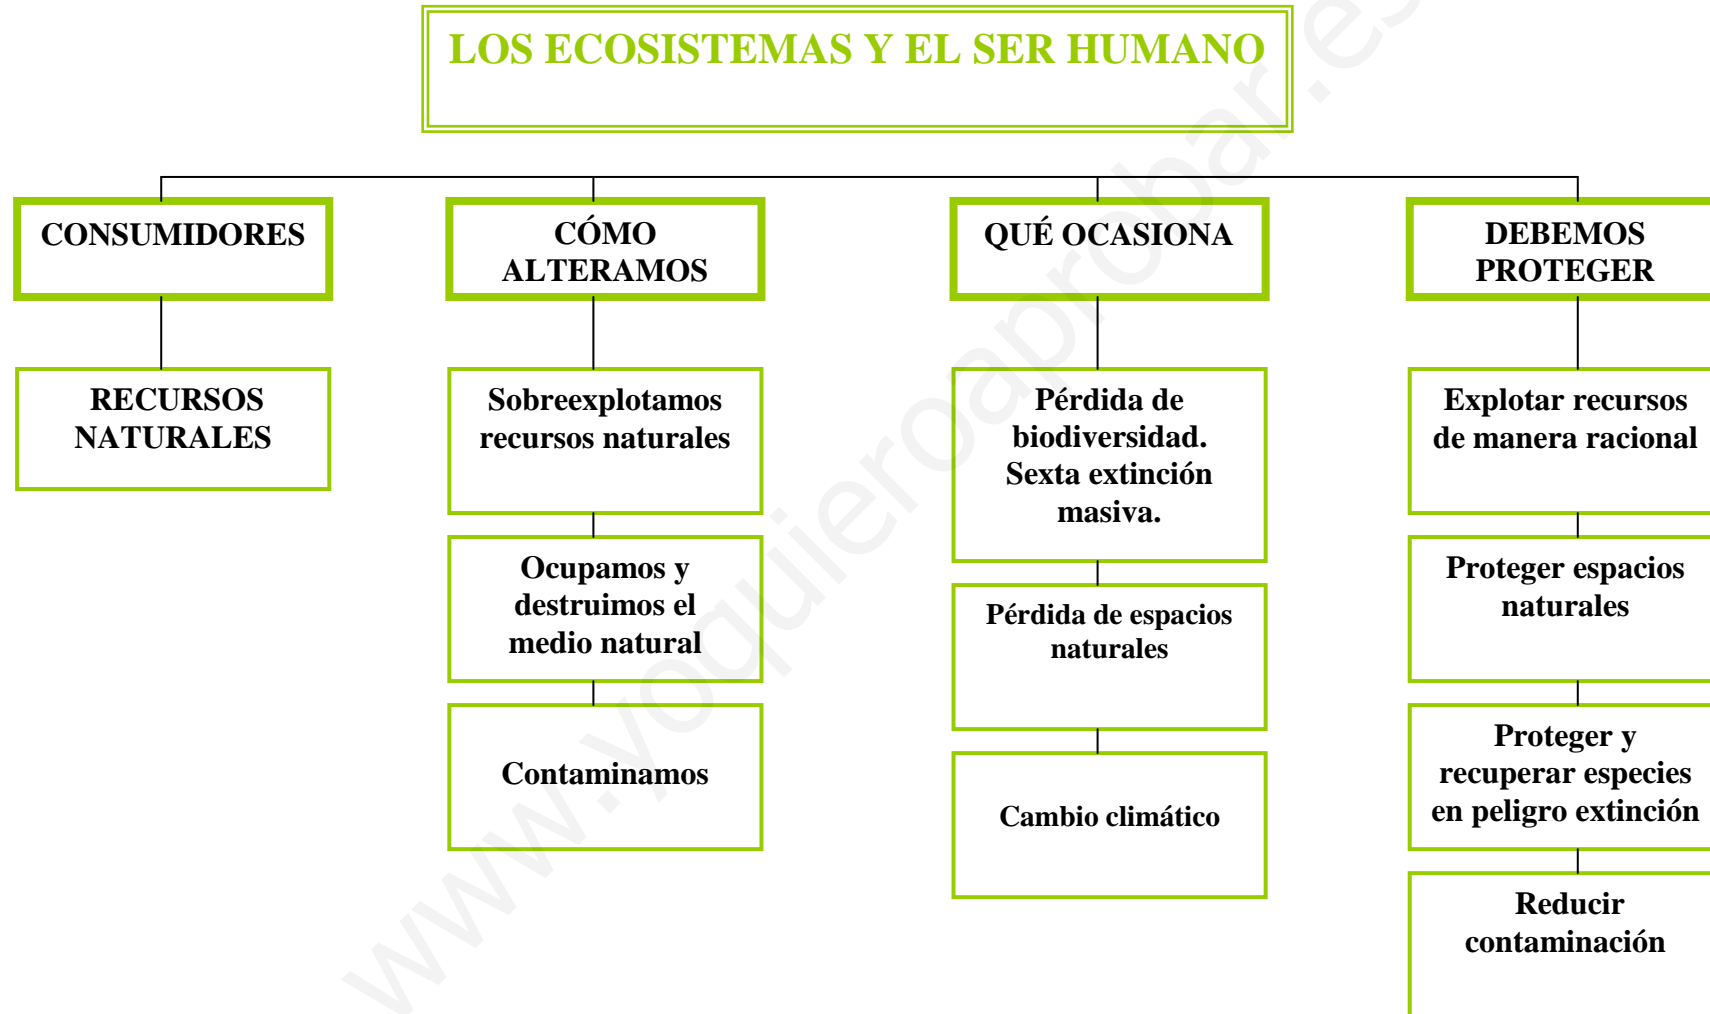 LOS ECOSISTEMAS Y EL SER HUMANO
CONSUMIDORES
RECURSOS
NATURALES
CÓMO
ALTERAMOS
Sobreexplotamos
recursos naturales
Ocupamos y
destruimos el
medio natural
Contaminamos
QUÉ OCASIONA
Pérdida de
biodiversidad.
Sexta extinción
masiva.
Pérdida de espacios
naturales
Cambio climático
DEBEMOS
PROTEGER
Explotar recursos
de manera racional
Proteger espacios
naturales
Proteger y
recuperar especies
en peligro extinción
Reducir
contaminación
www.yoquieroaprobar.es